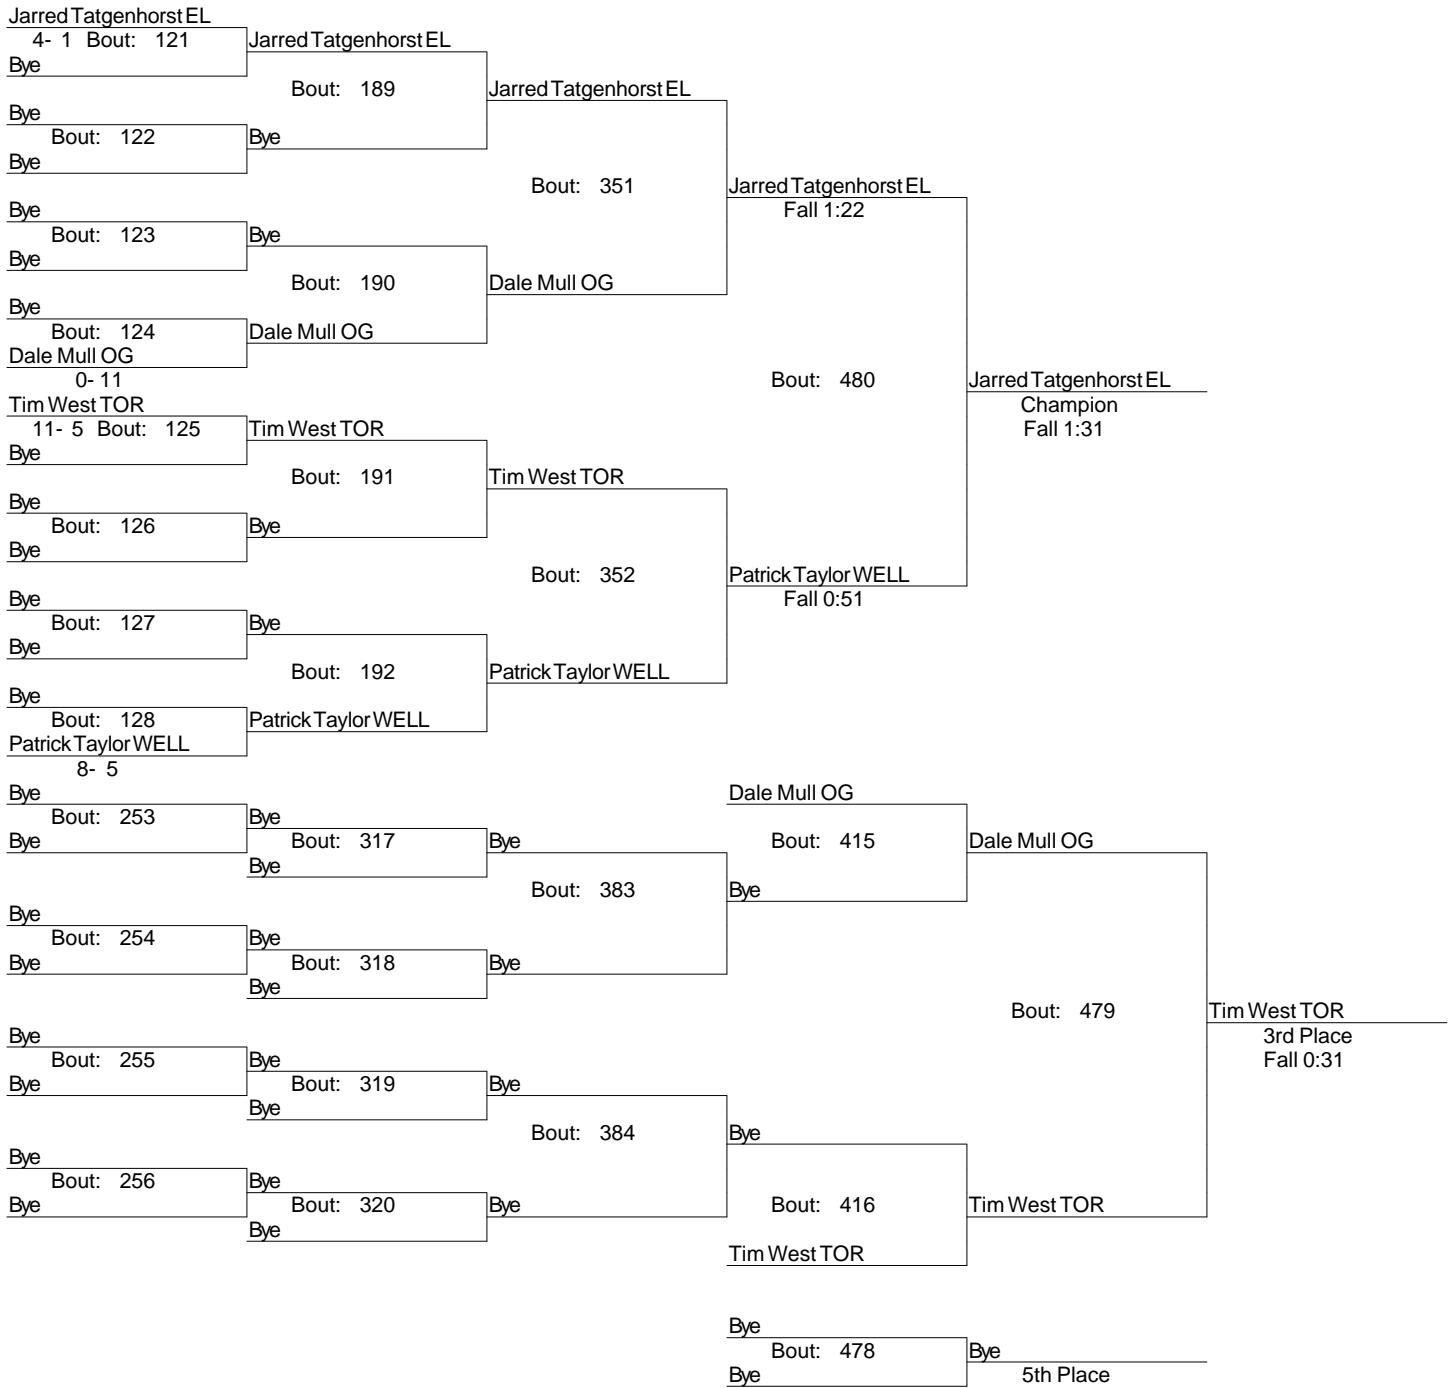 Jarred Tatgenhorst EL
4- 1 Bout: 121 Jarred Tatgenhorst EL
Bye
Bout: 189 Jarred Tatgenhorst EL
Bye
Bout: 122 Bye
Bye
Bout: 351 Jarred Tatgenhorst EL
Bye Fall 1:22
Bout: 123 Bye
Bye
Bout: 190 Dale Mull OG
Bye
Bout: 124 Dale Mull OG
Dale Mull OG
0- 11 Bout: 480 Jarred Tatgenhorst EL
Tim West TOR Champion
11- 5 Bout: 125 Tim West TOR Fall 1:31
Bye
Bout: 191 Tim West TOR
Bye
Bout: 126 Bye
Bye
Bout: 352 Patrick Taylor WELL
Bye Fall 0:51
Bout: 127 Bye
Bye
Bout: 192 Patrick Taylor WELL
Bye
Bout: 128 Patrick Taylor WELL
Patrick Taylor WELL
8- 5
Bye Dale Mull OG
Bout: 253 Bye
Bye Bout: 317 Bye Bout: 415 Dale Mull OG
Bye
Bout: 383 Bye
Bye
Bout: 254 Bye
Bye Bout: 318 Bye
Bye
Bout: 479 Tim West TOR
Bye 3rd Place
Bout: 255 Bye Fall 0:31
Bye Bout: 319 Bye
Bye
Bout: 384 Bye
Bye
Bout: 256 Bye
Bye Bout: 320 Bye Bout: 416 Tim West TOR
Bye
Tim West TOR
Bye
Bout: 478 Bye
Bye 5th Place